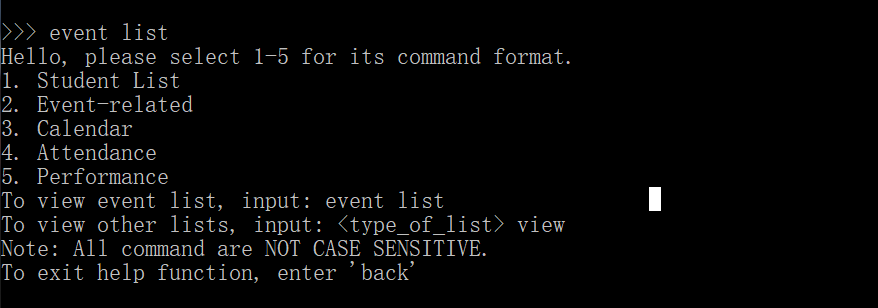 >>> event list
Hello, please select 1-5 for its command format.
1. Student List
2. Event-related
3. Calendar
4. Attendance
5. Performance
To view event list, input: event list
To view other lists, input: <type_of_list> view
Note: All command are NOT CASE SENSITIVE.
To exit help function, enter 'back'